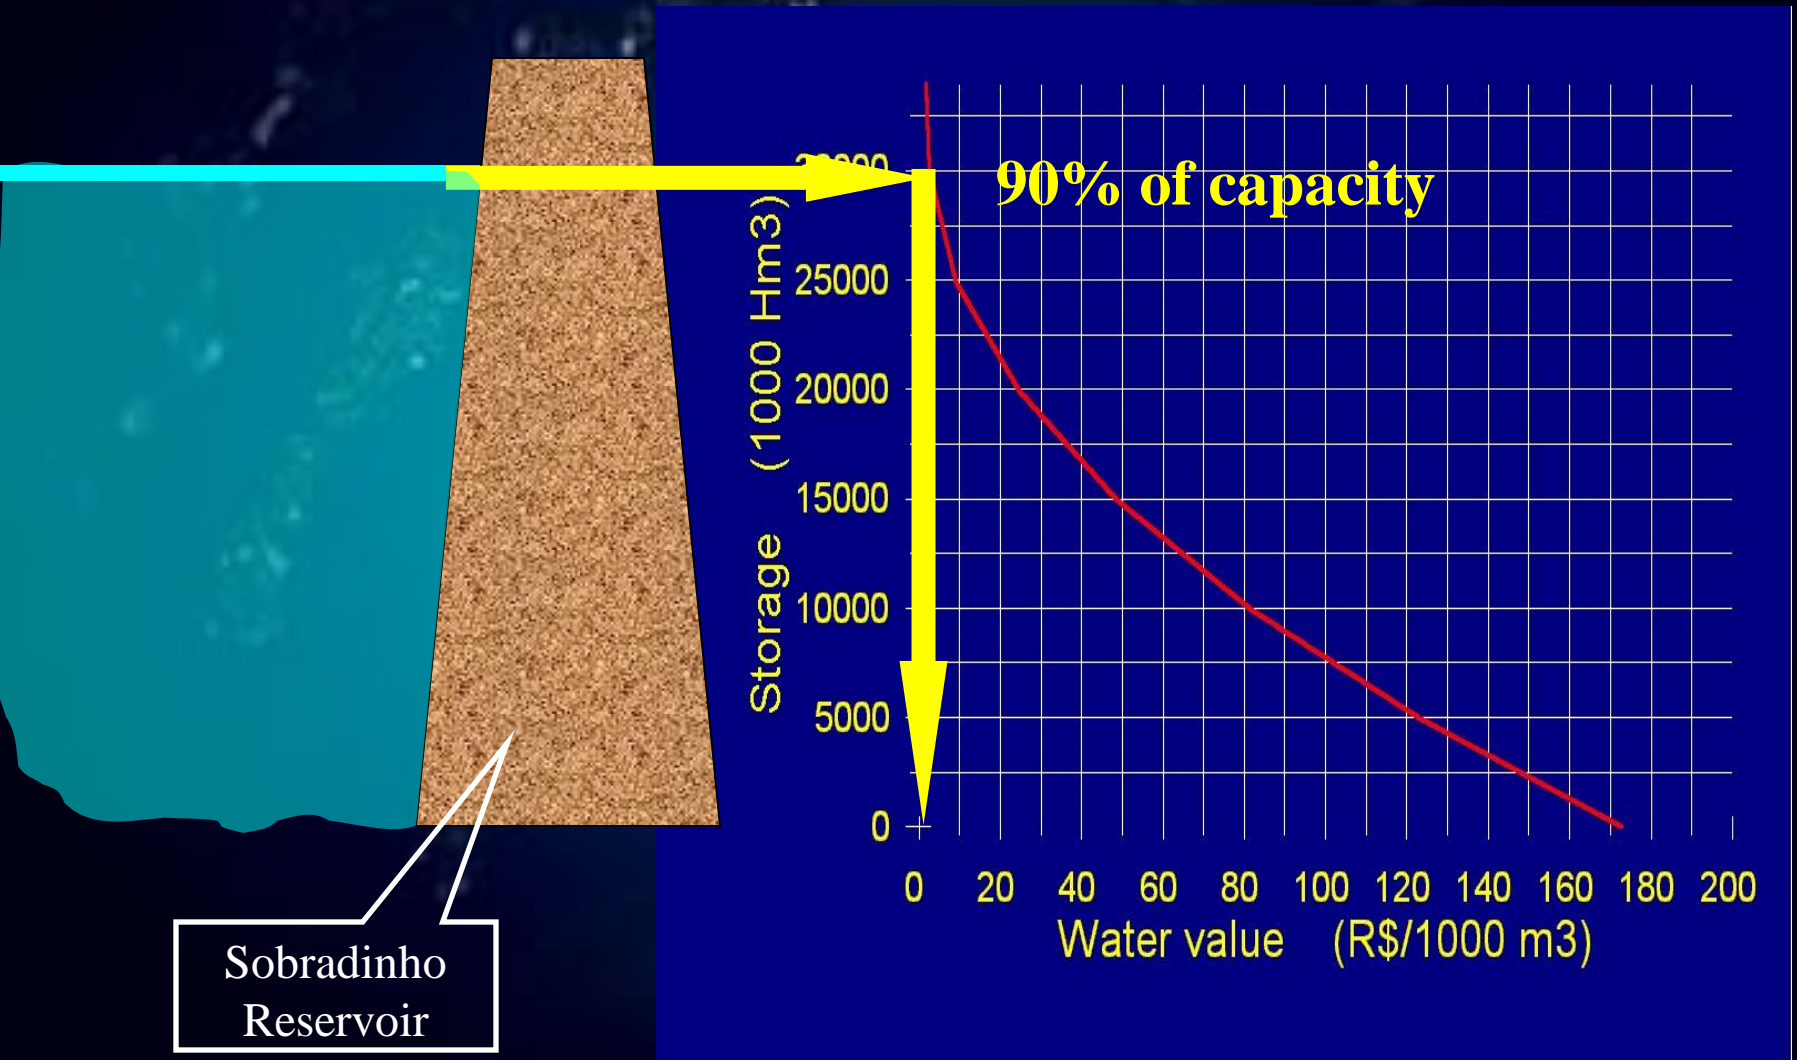 90% of capacity
30000
25000
20000
15000
10000
5000
0
Storage (1000 Hm3)
0 20 40 60 80 100 120 140 160 180 200
Water value (R$/1000 m3)
Sobradinho
Reservoir